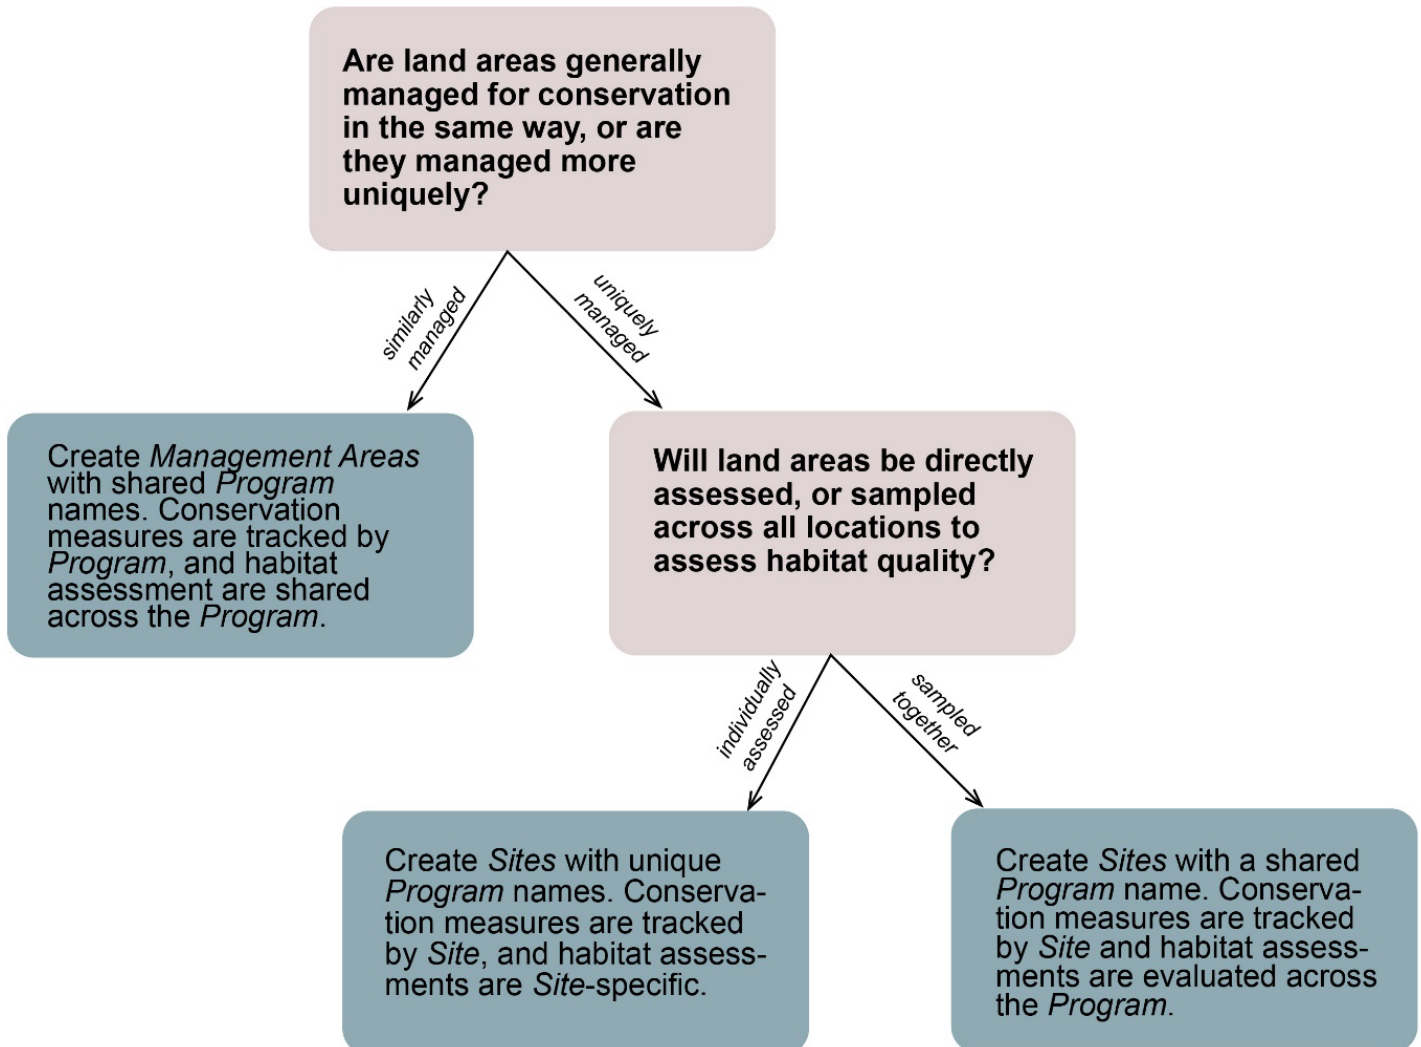 Are land areas generally
managed for conservation
in the same way, or are
they managed more
uniquely?
similarly
managed
uniquely
managed
Create Management Areas
with shared Program
names. Conservation
measures are tracked by
Program, and habitat
assessment are shared
across the Program.
Will land areas be directly
assessed, or sampled
across all locations to
assess habitat quality?
individually
assessed
sampled
together
Create Sites with unique
Program names. Conserva-
tion measures are tracked
by Site, and habitat assess-
ments are Site-specific.
Create Sites with a shared
Program name. Conserva-
tion measures are tracked
by Site and habitat assess-
ments are evaluated across
the Program.